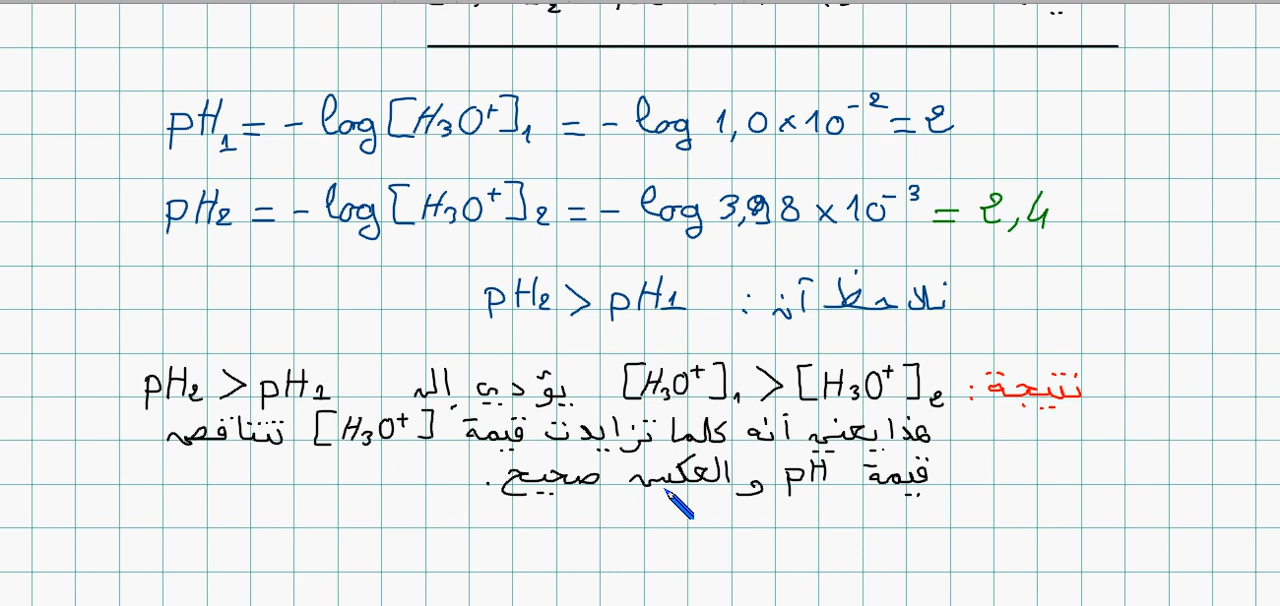 pH₁ = - log [H₃O⁺]₁ = - log 1,0 × 10⁻² = 2
pH₂ = - log [H₃O⁺]₂ = - log 3,98 × 10⁻³ = 2,4
نلاحظ أن : pH₂ > pH₁
نتيجة : [H₃O⁺]₁ > [H₃O⁺]₂ يؤدي إلى pH₂ > pH₁
هذا يعني أنه كلما تزايدت قيمة [H₃O⁺] تتناقص
قيمة pH و العكس صحيح .